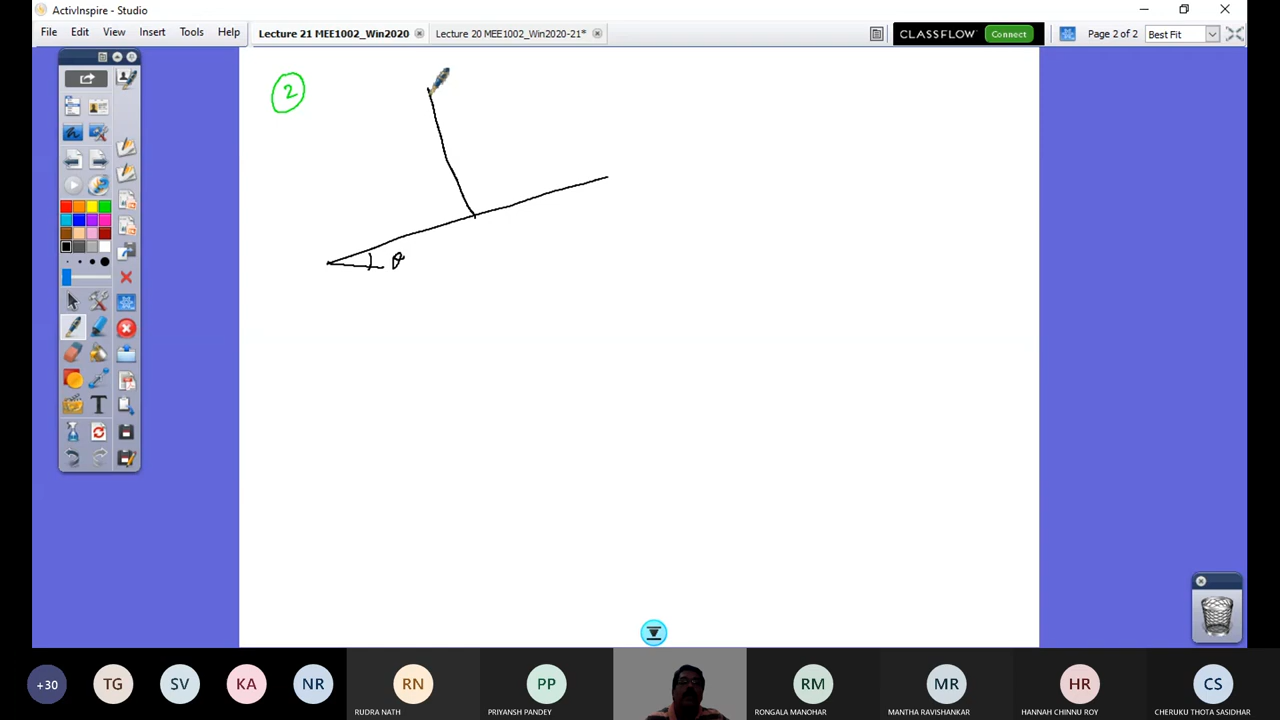 ActivInspire - Studio
File Edit View Insert Tools Help
Lecture 21 MEE1002_Win2020
Lecture 20 MEE1002_Win2020-21*
CLASSFLOW Connect
Page 2 of 2
Best Fit
2
θ
T
+30 TG SV KA NR RN PP RM MR HR CS
RUDRA NATH PRIYANSH PANDEY RONGALA MANOHAR MANTHA RAVISHANKAR HANNAH CHINNU ROY CHERUKU THOTA SASIDHAR